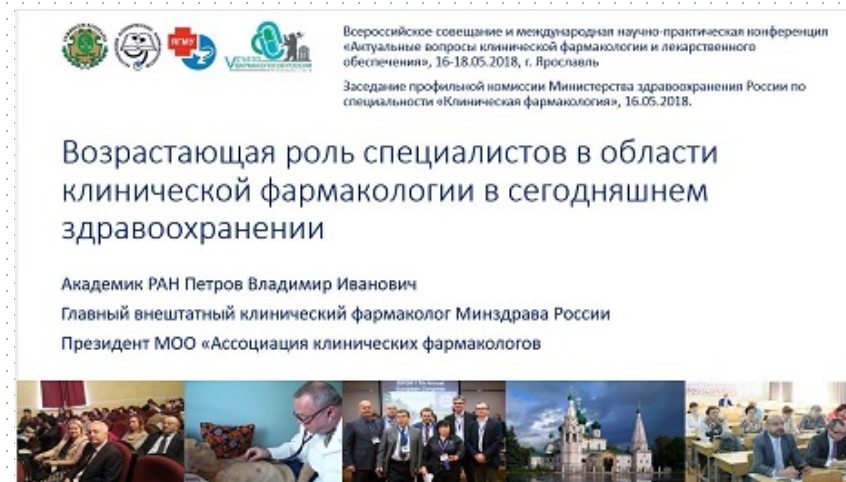 Всероссийское совещание и международная научно-практическая конференция
«Актуальные вопросы клинической фармакологии и лекарственного
обеспечения», 16-18.05.2018, г. Ярославль
Заседание профильной комиссии Министерства здравоохранения России по
специальности «Клиническая фармакология», 16.05.2018.
ЯГМУ
Возрастающая роль специалистов в области
клинической фармакологии в сегодняшнем
здравоохранении
Академик РАН Петров Владимир Иванович
Главный внештатный клинический фармаколог Минздрава России
Президент МОО «Ассоциация клинических фармакологов